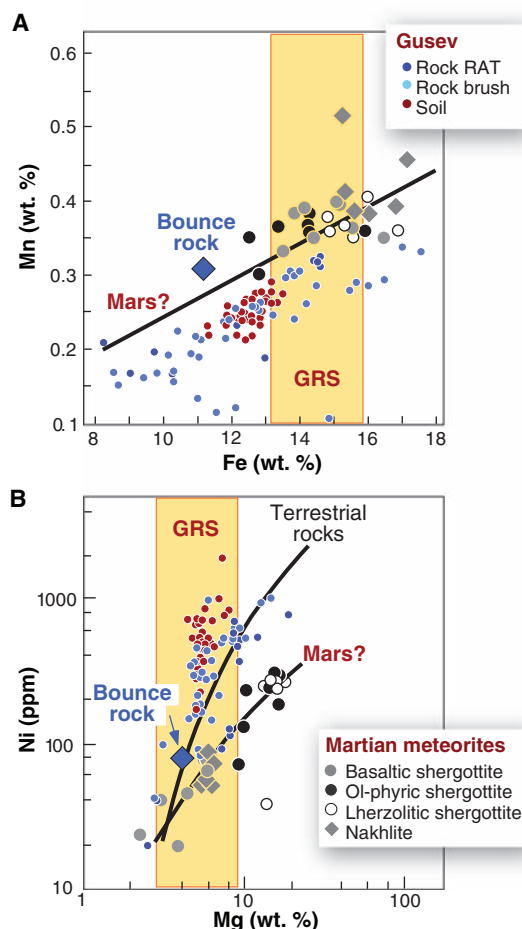 A
Gusev
Rock RAT
Rock brush
Soil
0.6
0.5
0.4
0.3
0.2
0.1
Mn (wt. %)
Bounce
rock
Mars?
GRS
8
10
12
14
16
18
Fe (wt. %)
B
GRS
Terrestrial
rocks
Mars?
Bounce
rock
1000
100
10
Ni (ppm)
Martian meteorites
Basaltic shergottite
Ol-phyric shergottite
Lherzolitic shergottite
Nakhlite
1
10
100
Mg (wt. %)